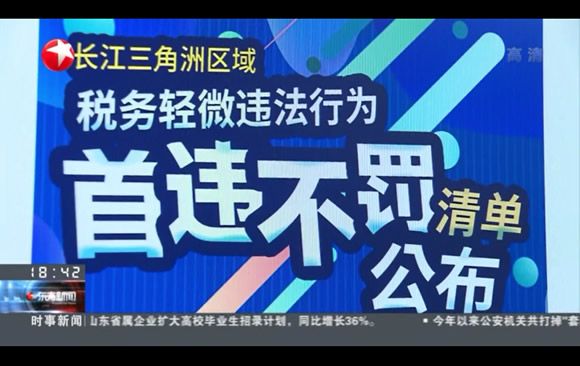 长江三角洲区域
高清
税务轻微违法行为
首违不罚
清单
公布
18:42
东方新闻
时事新闻
山东省属企业扩大高校毕业生招录计划，同比增长36%。
今年以来公安机关共打掉"套